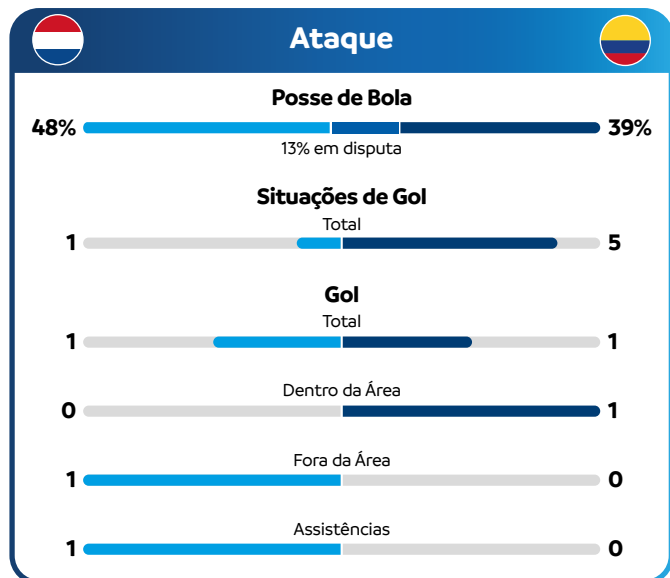 Ataque
Posse de Bola
48% 39%
13% em disputa
Situações de Gol
Total
1 5
Gol
Total
1 1
Dentro da Área
0 1
Fora da Área
1 0
Assistências
1 0